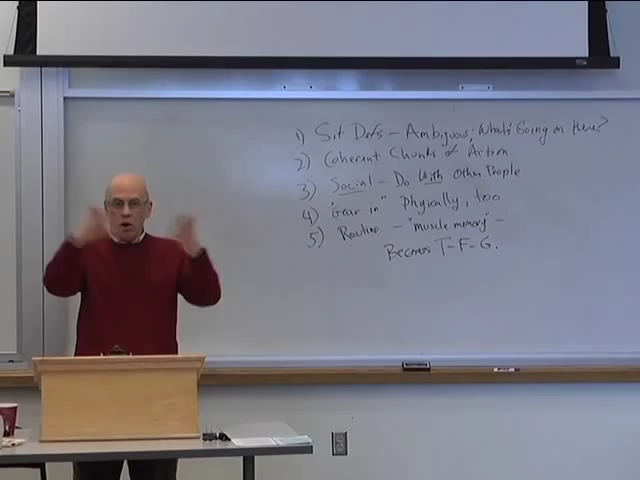 1) Sit Defs - Ambiguous; What's Going on Here?
2) Coherent Chunks of Action
3) Social - Do With Other People
4) "Gear in" Physically, too
5) Routine - "muscle memory" -
Becomes T-F-G.